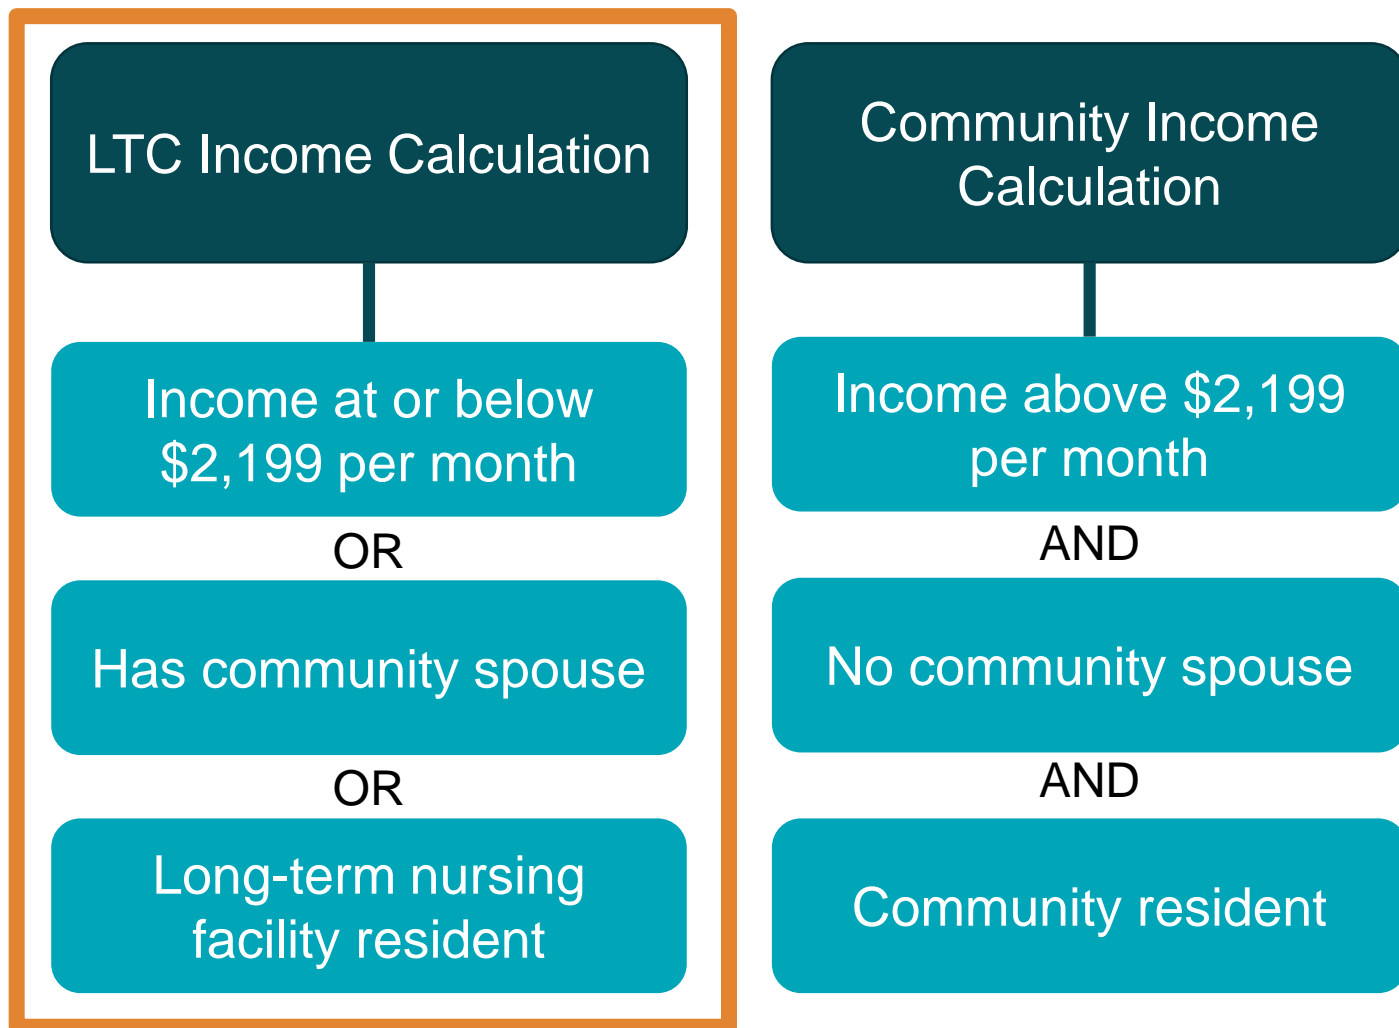 LTC Income Calculation
Income at or below
$2,199 per month
OR
Has community spouse
OR
Long-term nursing
facility resident
Community Income
Calculation
Income above $2,199
per month
AND
No community spouse
AND
Community resident